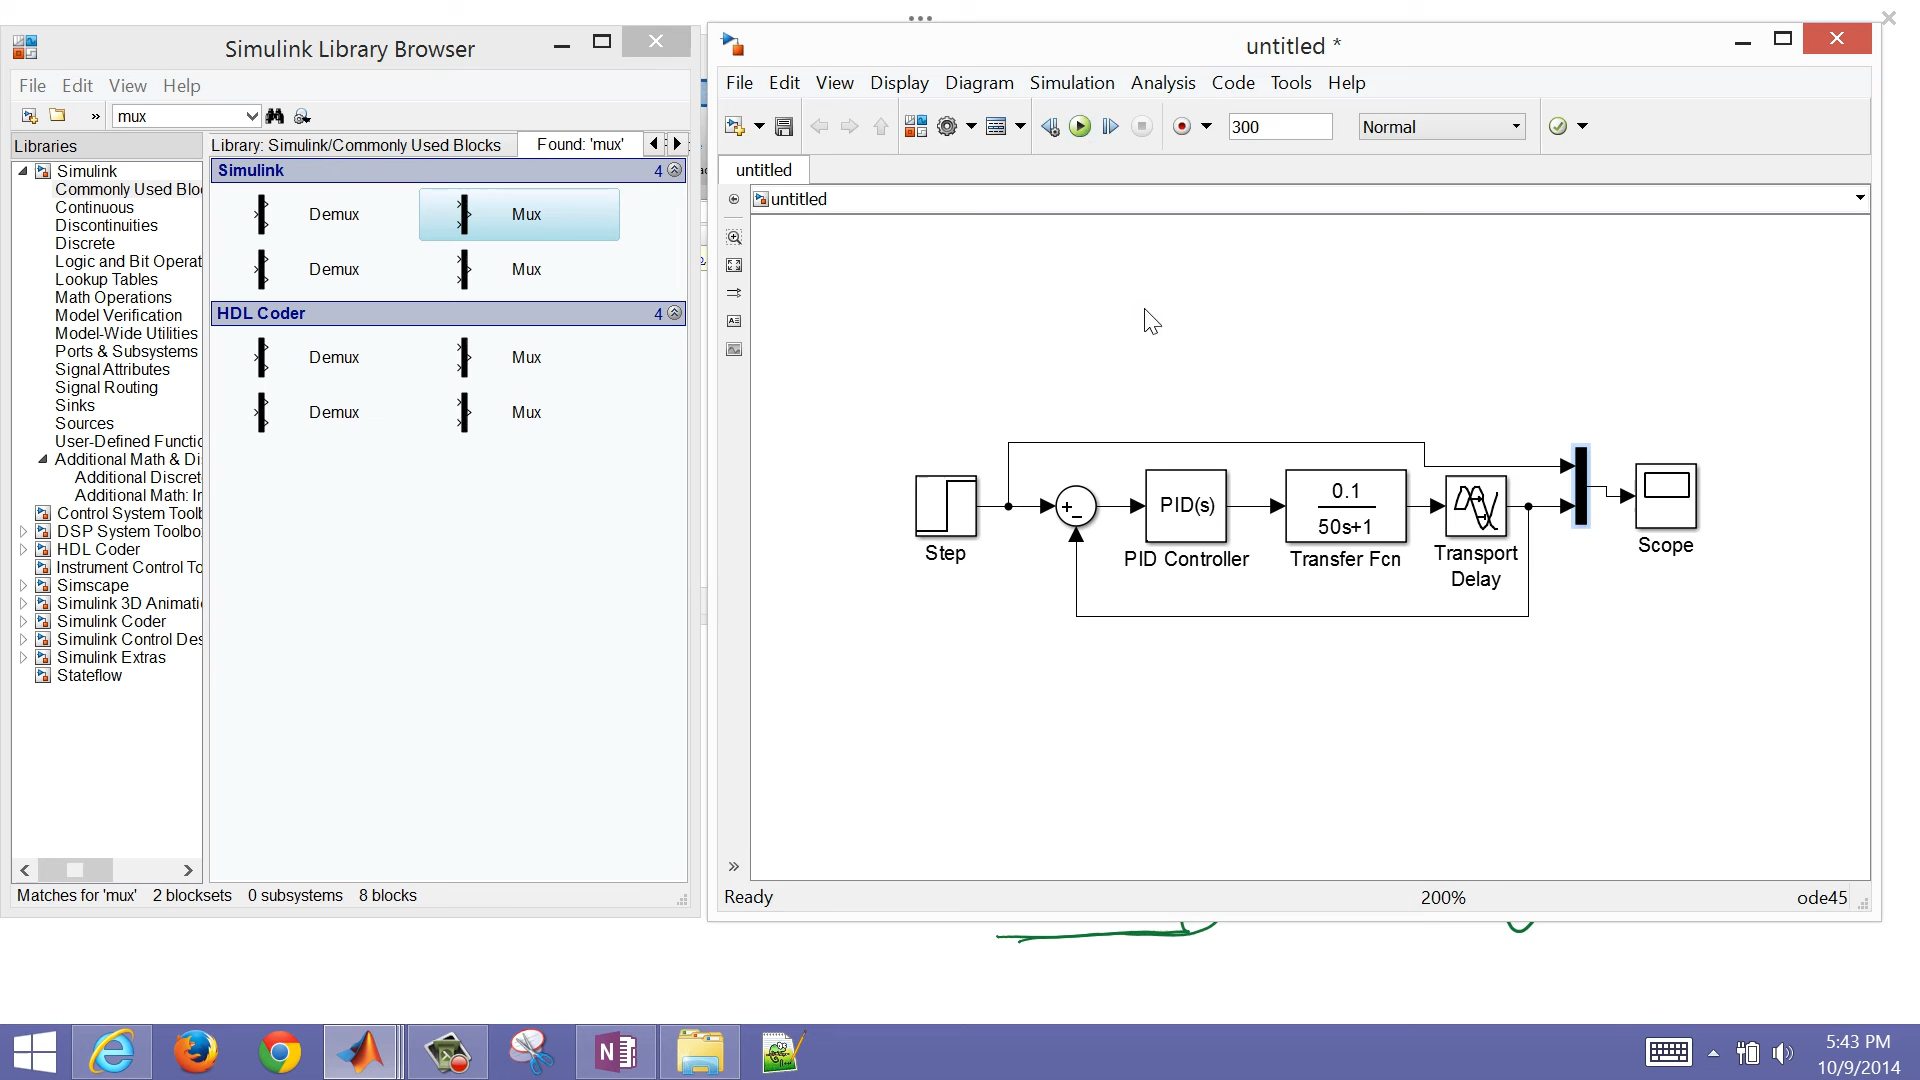 Simulink Library Browser
File Edit View Help
» mux
Libraries
Library: Simulink/Commonly Used Blocks
Found: 'mux'
Simulink
Commonly Used Blo
Continuous
Discontinuities
Discrete
Logic and Bit Operat
Lookup Tables
Math Operations
Model Verification
Model-Wide Utilities
Ports & Subsystems
Signal Attributes
Signal Routing
Sinks
Sources
User-Defined Functio
Additional Math & Di
Additional Discret
Additional Math: Ir
Control System Toolb
DSP System Toolbo
HDL Coder
Instrument Control To
Simscape
Simulink 3D Animati
Simulink Coder
Simulink Control Des
Simulink Extras
Stateflow
Simulink 4
Demux Mux
Demux Mux
HDL Coder 4
Demux Mux
Demux Mux
Matches for 'mux' 2 blocksets 0 subsystems 8 blocks
untitled *
File Edit View Display Diagram Simulation Analysis Code Tools Help
300 Normal
untitled
untitled
Step
+
_
PID(s)
PID Controller
0.1
50s+1
Transfer Fcn
Transport
Delay
Scope
»
Ready 200% ode45
5:43 PM
10/9/2014